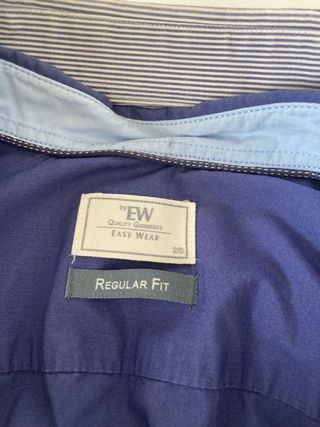 by EW
QUALITY GARMENTS
EASY WEAR
2/S
REGULAR FIT